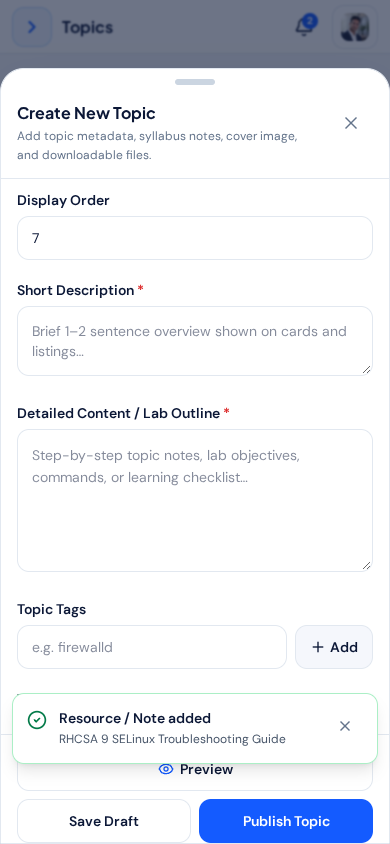 Topics
2
Create New Topic
Add topic metadata, syllabus notes, cover image,
and downloadable files.
Display Order
7
Short Description *
Brief 1–2 sentence overview shown on cards and
listings...
Detailed Content / Lab Outline *
Step-by-step topic notes, lab objectives,
commands, or learning checklist...
Topic Tags
e.g. firewalld
+ Add
Resource / Note added
RHCSA 9 SELinux Troubleshooting Guide
Preview
Save Draft
Publish Topic